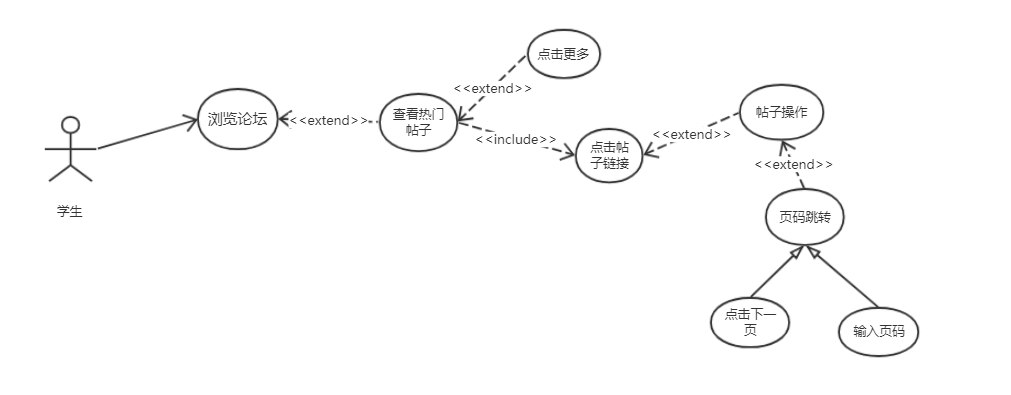 点击更多
<<extend>>
浏览论坛
<<extend>>
查看热门
帖子
<<include>>
点击帖
子链接
<<extend>>
帖子操作
<<extend>>
学生
页码跳转
点击下一
页
输入页码